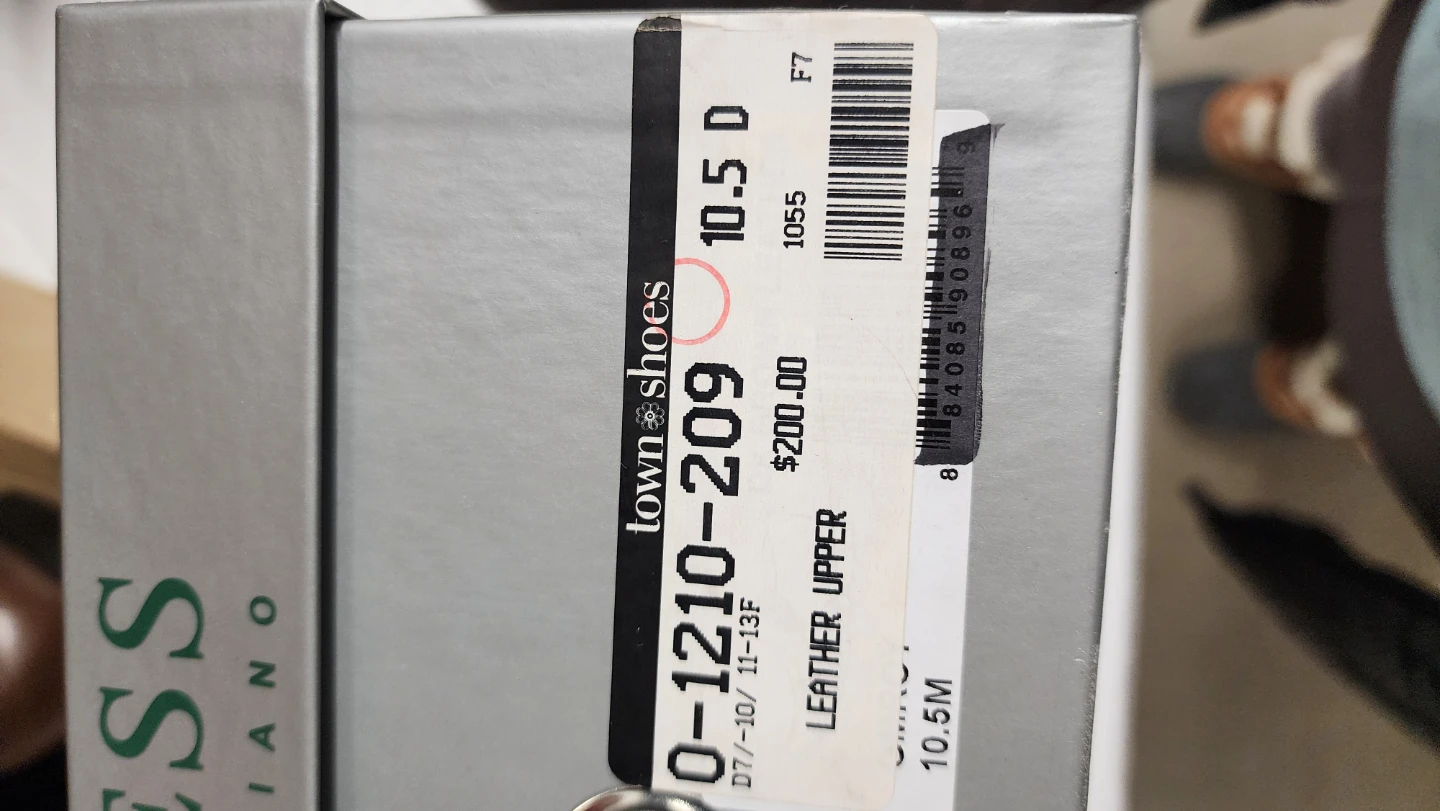 ESS
IANO
town shoes
0-1210-209 10.5 D
D7/-10/ 11-13F
$200.00 1055 F7
LEATHER UPPER
8 84085 90896 9
10.5M